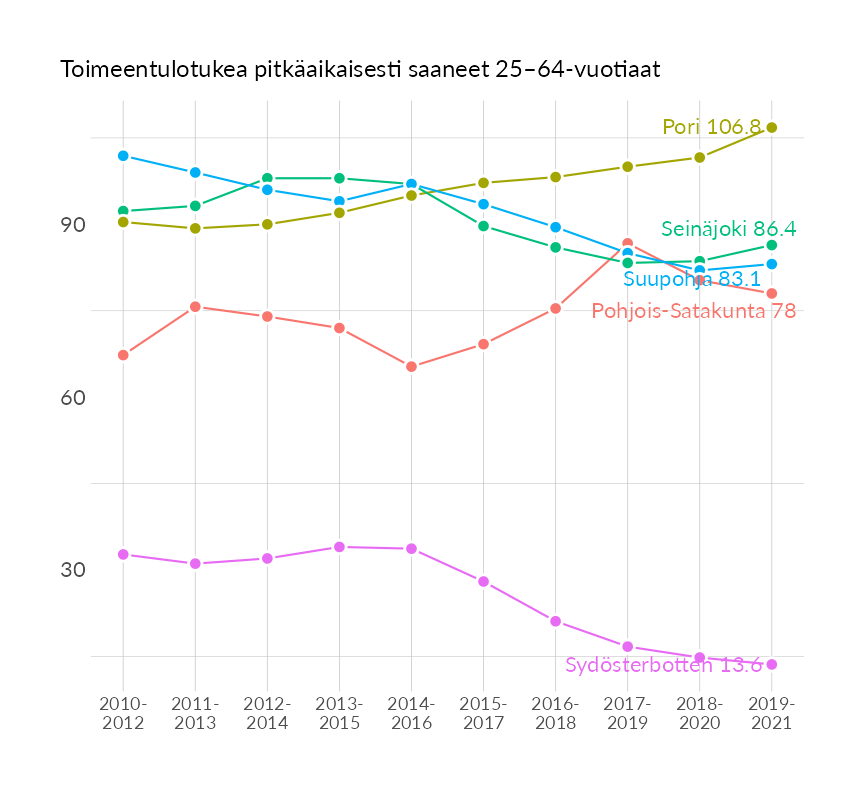 Toimeentulotukea pitkäaikaisesti saaneet 25–64-vuotiaat
Pori 106.8
90
Seinäjoki 86.4
Suupohja 83.1
Pohjois-Satakunta 78
60
30
Sydösterbotten 13.6
2010- 2011- 2012- 2013- 2014- 2015- 2016- 2017- 2018- 2019-
2012 2013 2014 2015 2016 2017 2018 2019 2020 2021